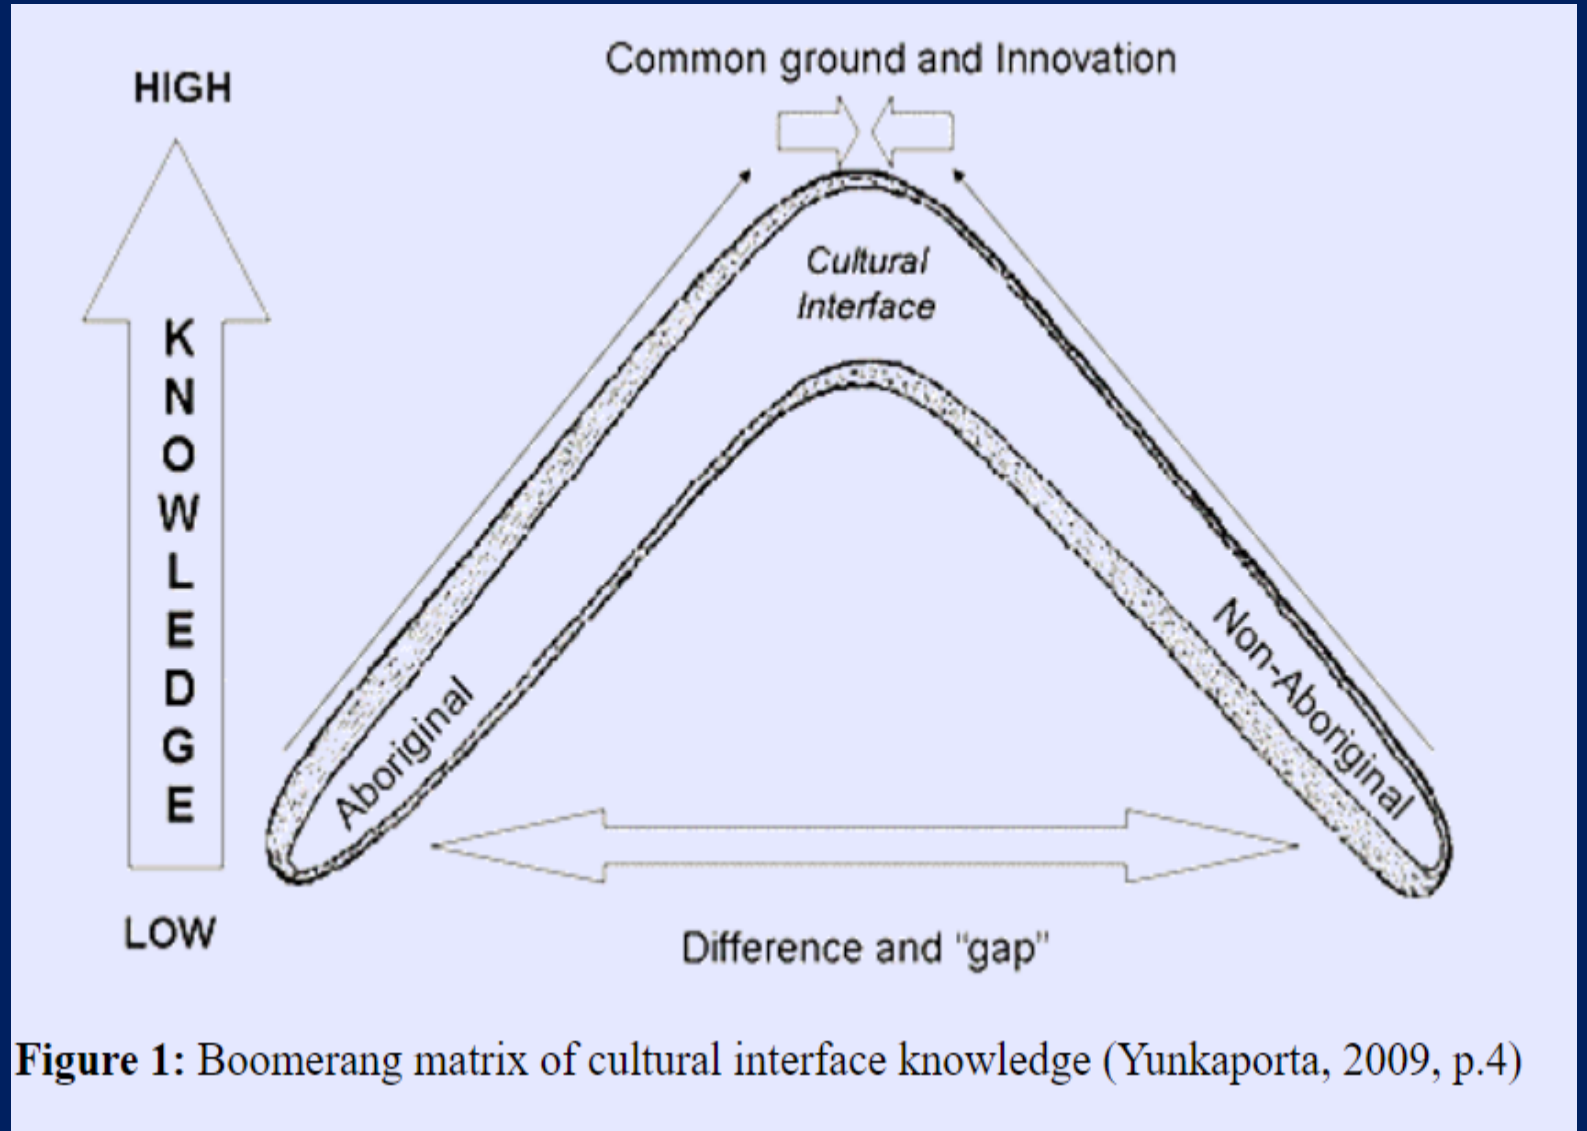 Common ground and Innovation
HIGH
Cultural
Interface
KNOWLEDGE
Aboriginal
Non-Aboriginal
LOW
Difference and “gap”
Figure 1: Boomerang matrix of cultural interface knowledge (Yunkaporta, 2009, p.4)